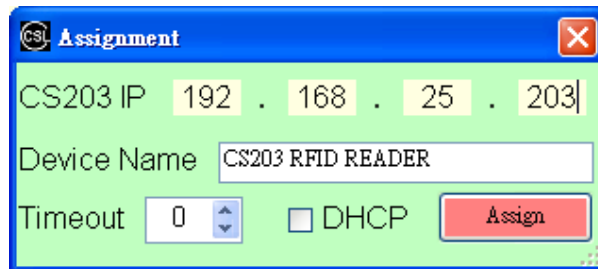 CSL Assignment
CS203 IP 192 . 168 . 25 . 203
Device Name CS203 RFID READER
Timeout 0 DHCP Assign